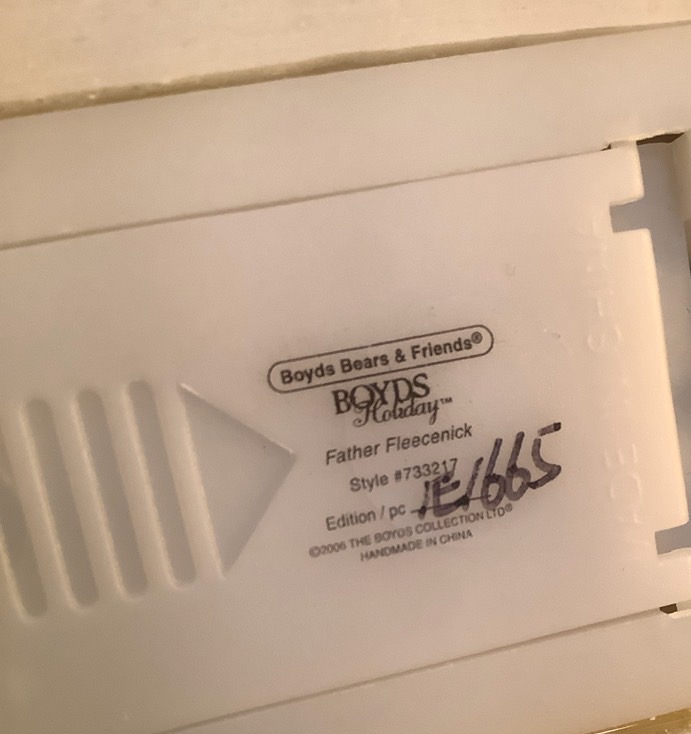 Boyds Bears & Friends®
BOYDS
Holiday™
Father Fleecenick
Style #733217
Edition / pc 1E/665
©2006 THE BOYDS COLLECTION LTD®
HANDMADE IN CHINA